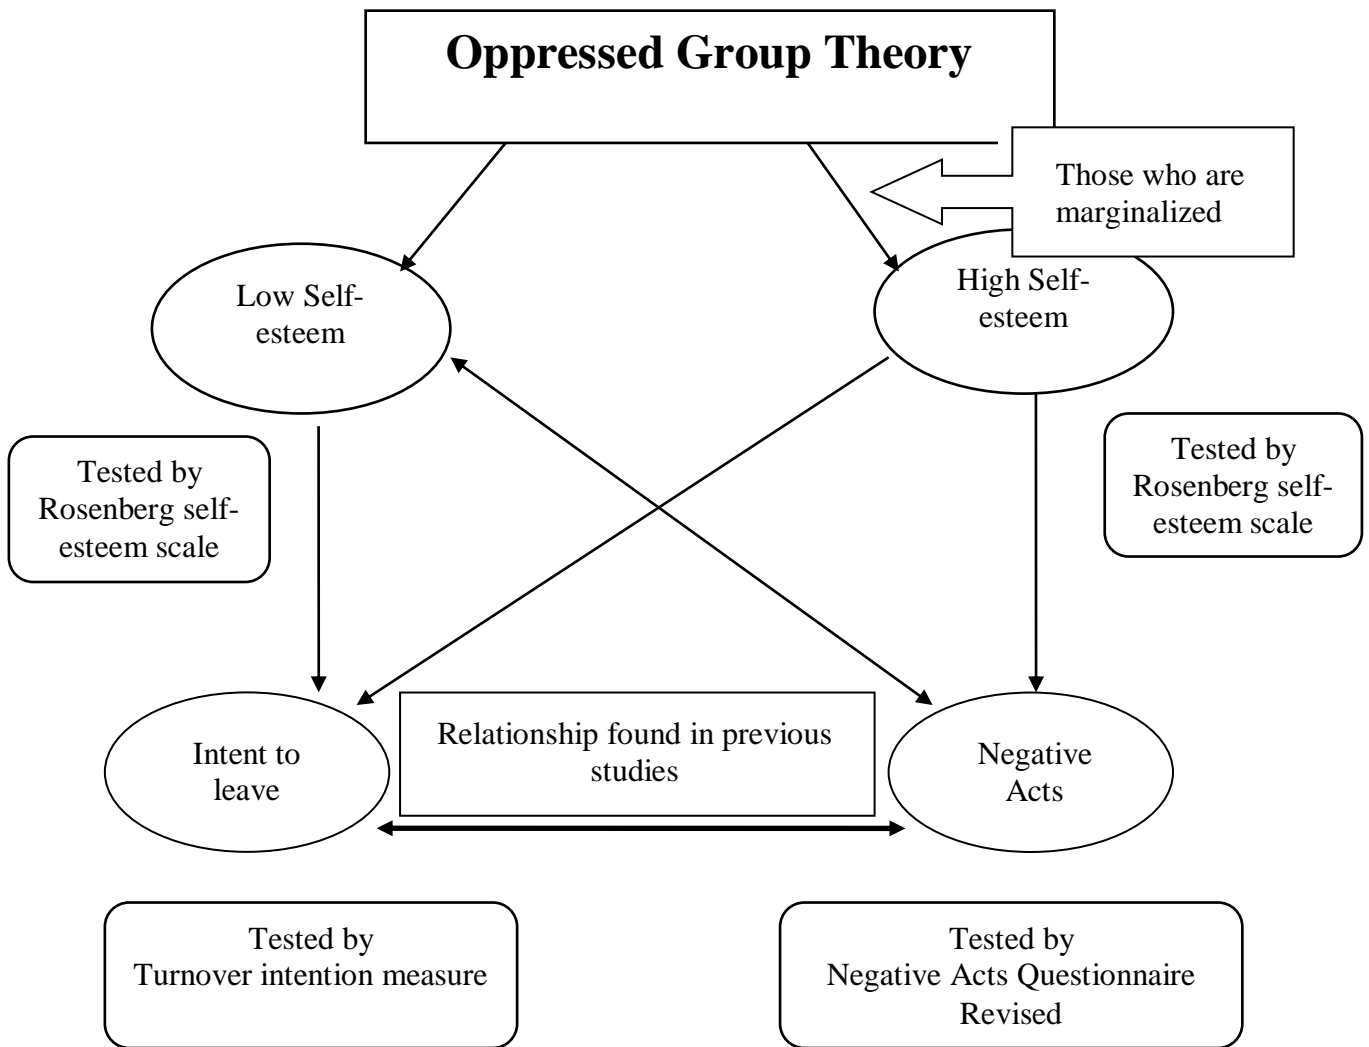 Oppressed Group Theory
Those who are
marginalized
Low Self-
esteem
High Self-
esteem
Tested by
Rosenberg self-
esteem scale
Tested by
Rosenberg self-
esteem scale
Intent to
leave
Relationship found in previous
studies
Negative
Acts
Tested by
Turnover intention measure
Tested by
Negative Acts Questionnaire
Revised